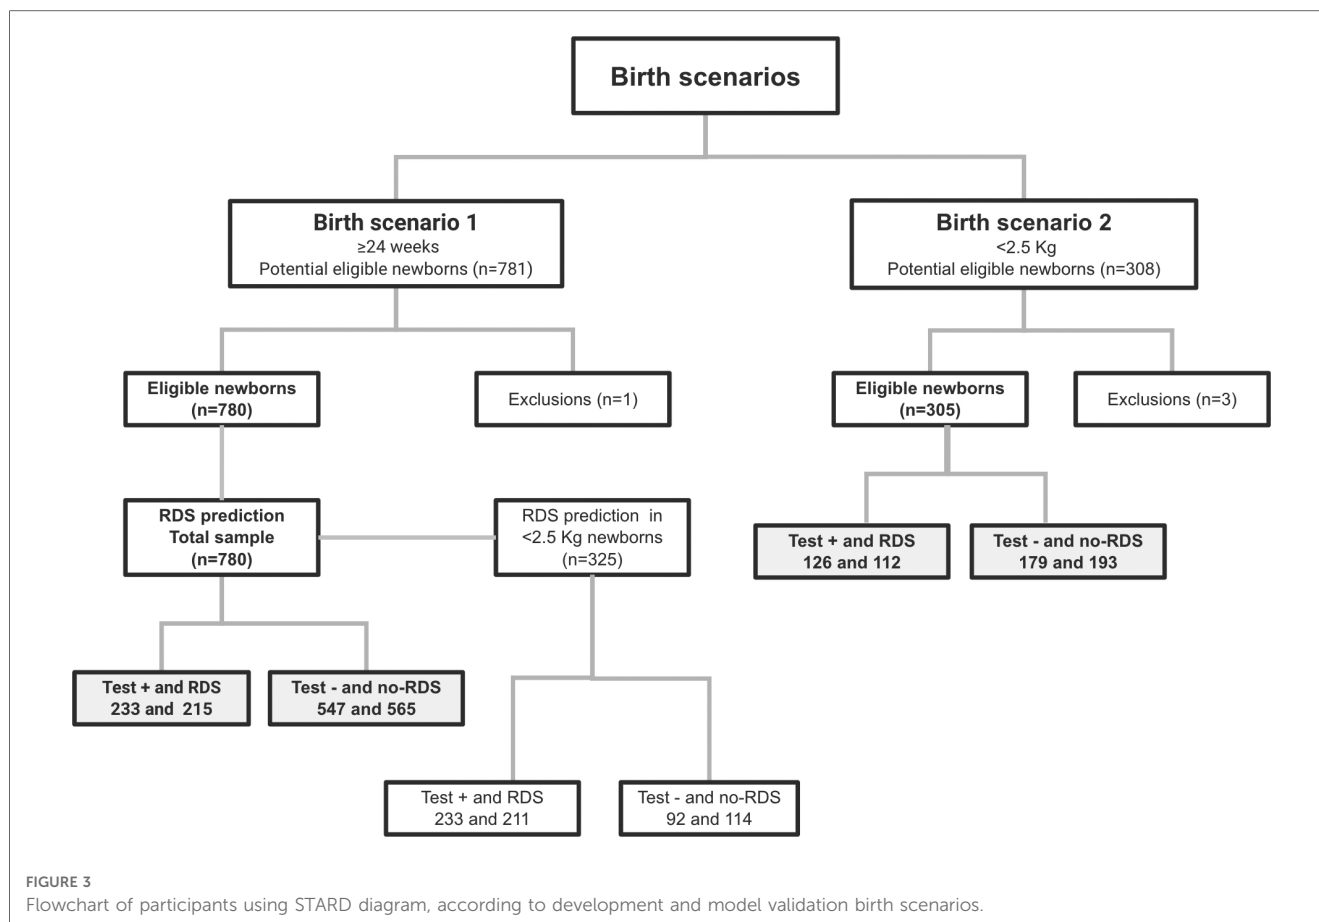 Birth scenarios
Birth scenario 1
≥24 weeks
Potential eligible newborns (n=781)
Birth scenario 2
<2.5 Kg
Potential eligible newborns (n=308)
Eligible newborns
(n=780)
Exclusions (n=1)
Eligible newborns
(n=305)
Exclusions (n=3)
RDS prediction
Total sample
(n=780)
RDS prediction in
<2.5 Kg newborns
(n=325)
Test + and RDS
126 and 112
Test - and no-RDS
179 and 193
Test + and RDS
233 and 215
Test - and no-RDS
547 and 565
Test + and RDS
233 and 211
Test - and no-RDS
92 and 114
FIGURE 3
Flowchart of participants using STARD diagram, according to development and model validation birth scenarios.